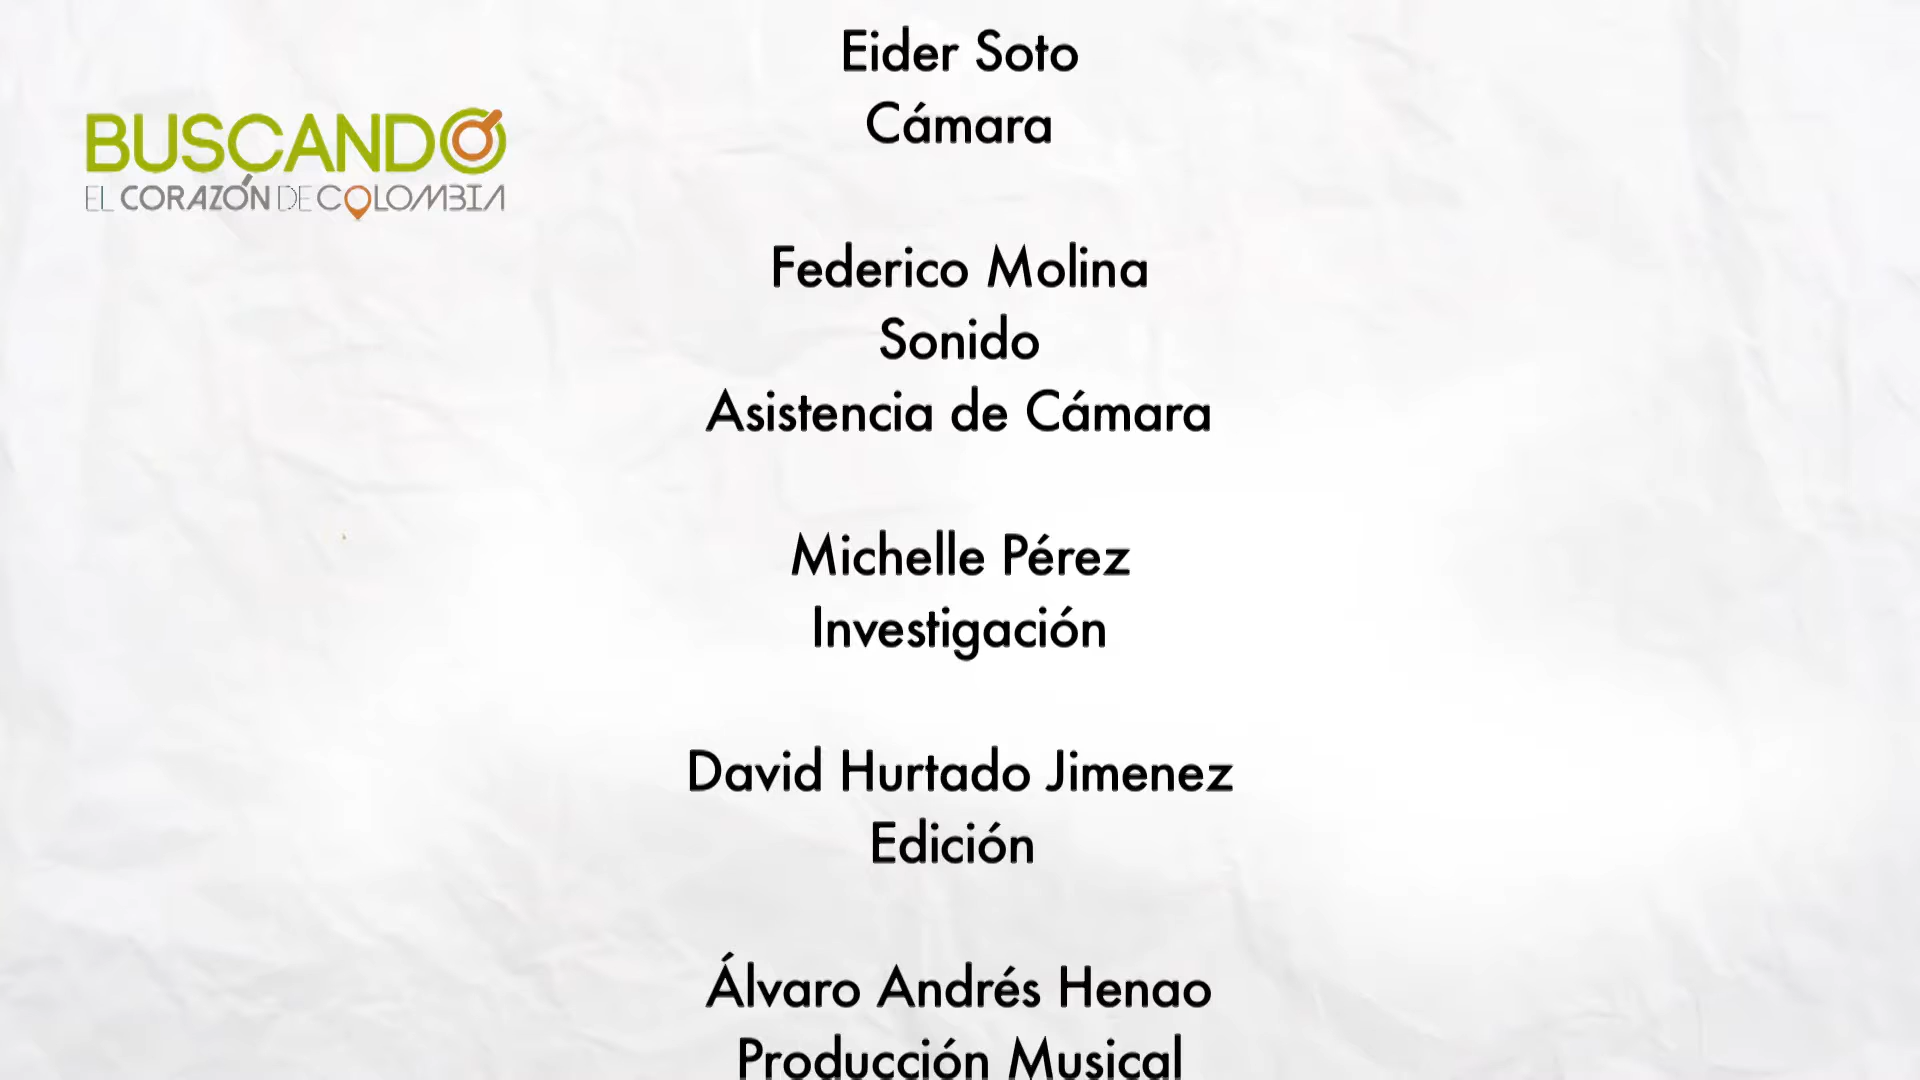 Eider Soto
Cámara
BUSCANDO
EL CORAZÓN DE COLOMBIA
Federico Molina
Sonido
Asistencia de Cámara
Michelle Pérez
Investigación
David Hurtado Jimenez
Edición
Álvaro Andrés Henao
Producción Musical